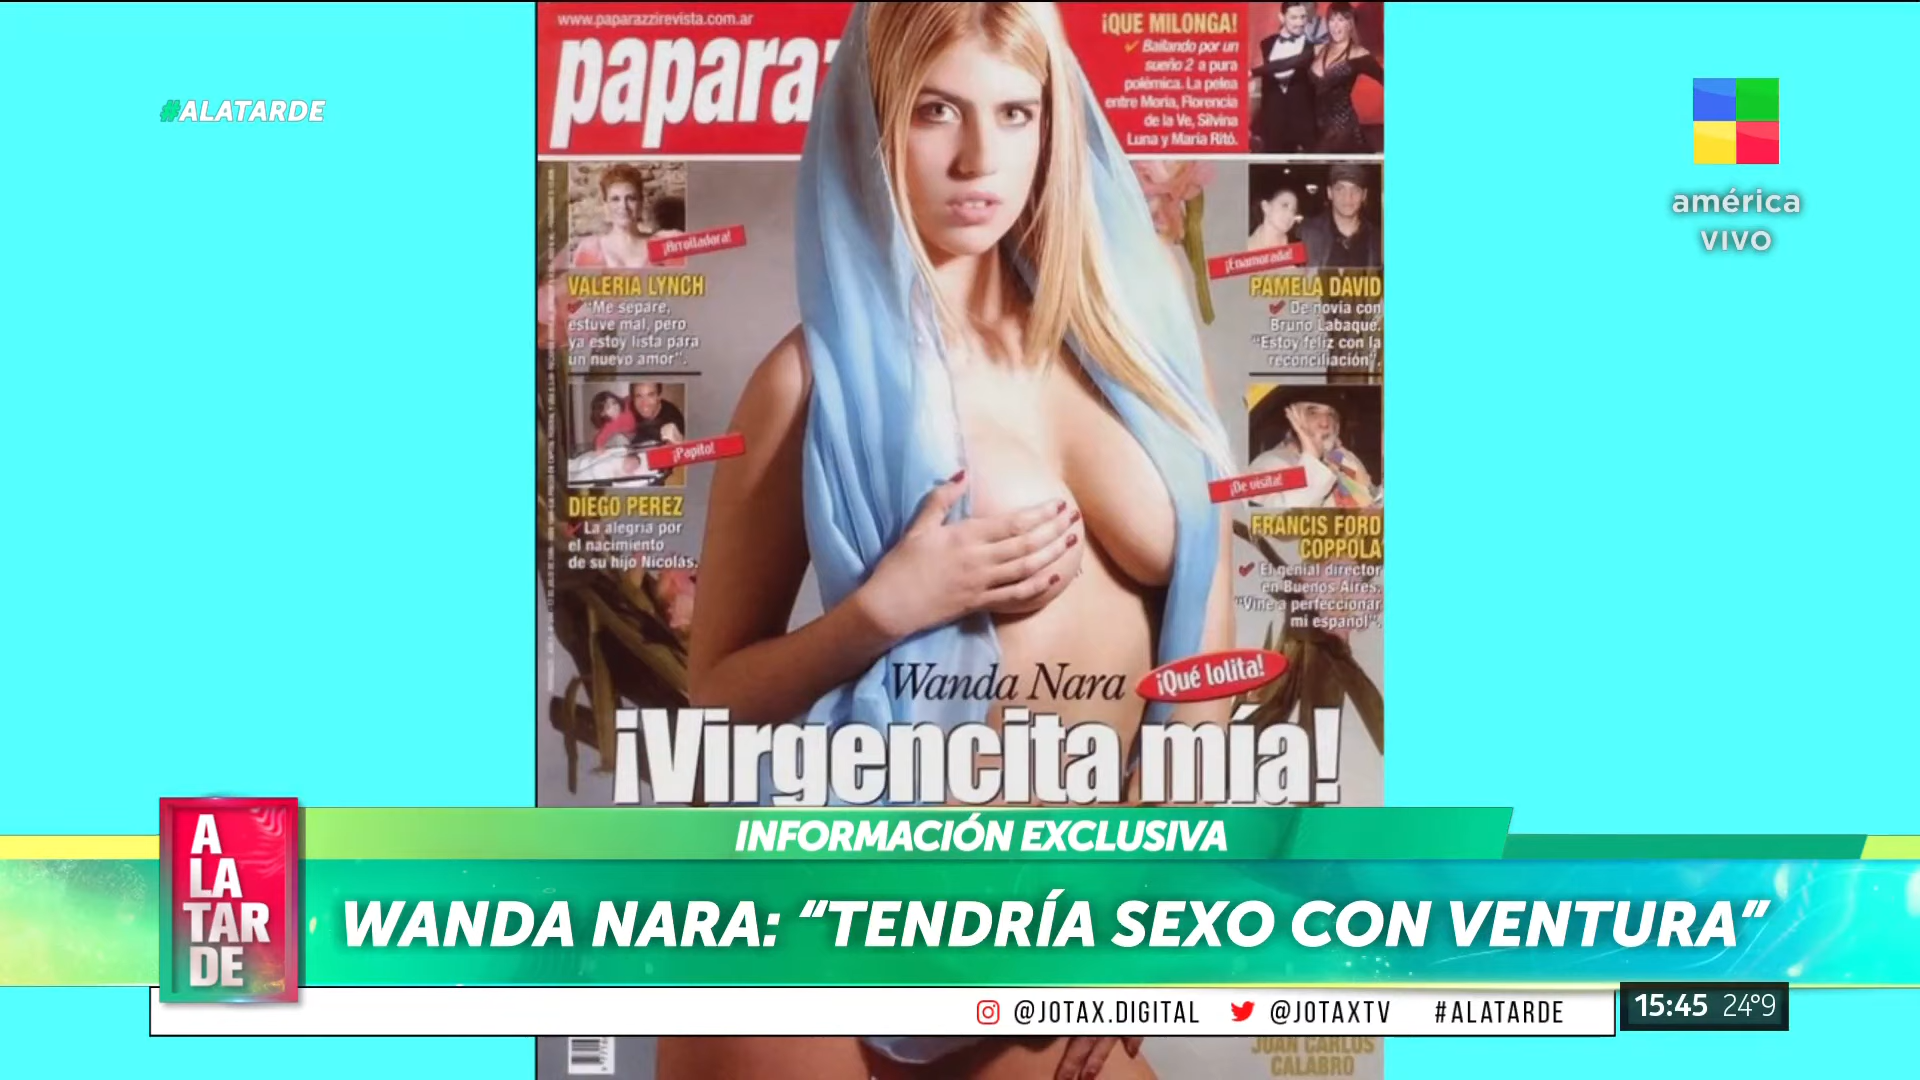 www.paparazzirevista.com.ar
papara
¡QUE MILONGA!
Bailando por un
sueño 2 a pura
polémica. La pelea
entre Moria, Florencia
de la Ve, Silvina
Luna y María Ritó.
#ALATARDE
américa
VIVO
¡Arrolladora!
VALERIA LYNCH
"Me separe,
estuve mal, pero
ya estoy lista para
un nuevo amor".
¡Enamorada!
PAMELA DAVID
De novia con
Bruno Labaque.
"Estoy feliz con la
reconciliación".
¡Papito!
DIEGO PEREZ
La alegria por
el nacimiento
de su hijo Nicolás.
¡De visita!
FRANCIS FORD
COPPOLA
El genial director
en Buenos Aires.
"Vine a perfeccionar
mi español".
Wanda Nara
¡Qué lolita!
¡Virgencita mía!
A
LA
TAR
DE
INFORMACIÓN EXCLUSIVA
WANDA NARA: “TENDRÍA SEXO CON VENTURA”
@JOTAX.DIGITAL @JOTAXTV #ALATARDE
15:45 24°9
JUAN CARLOS
CALABRO